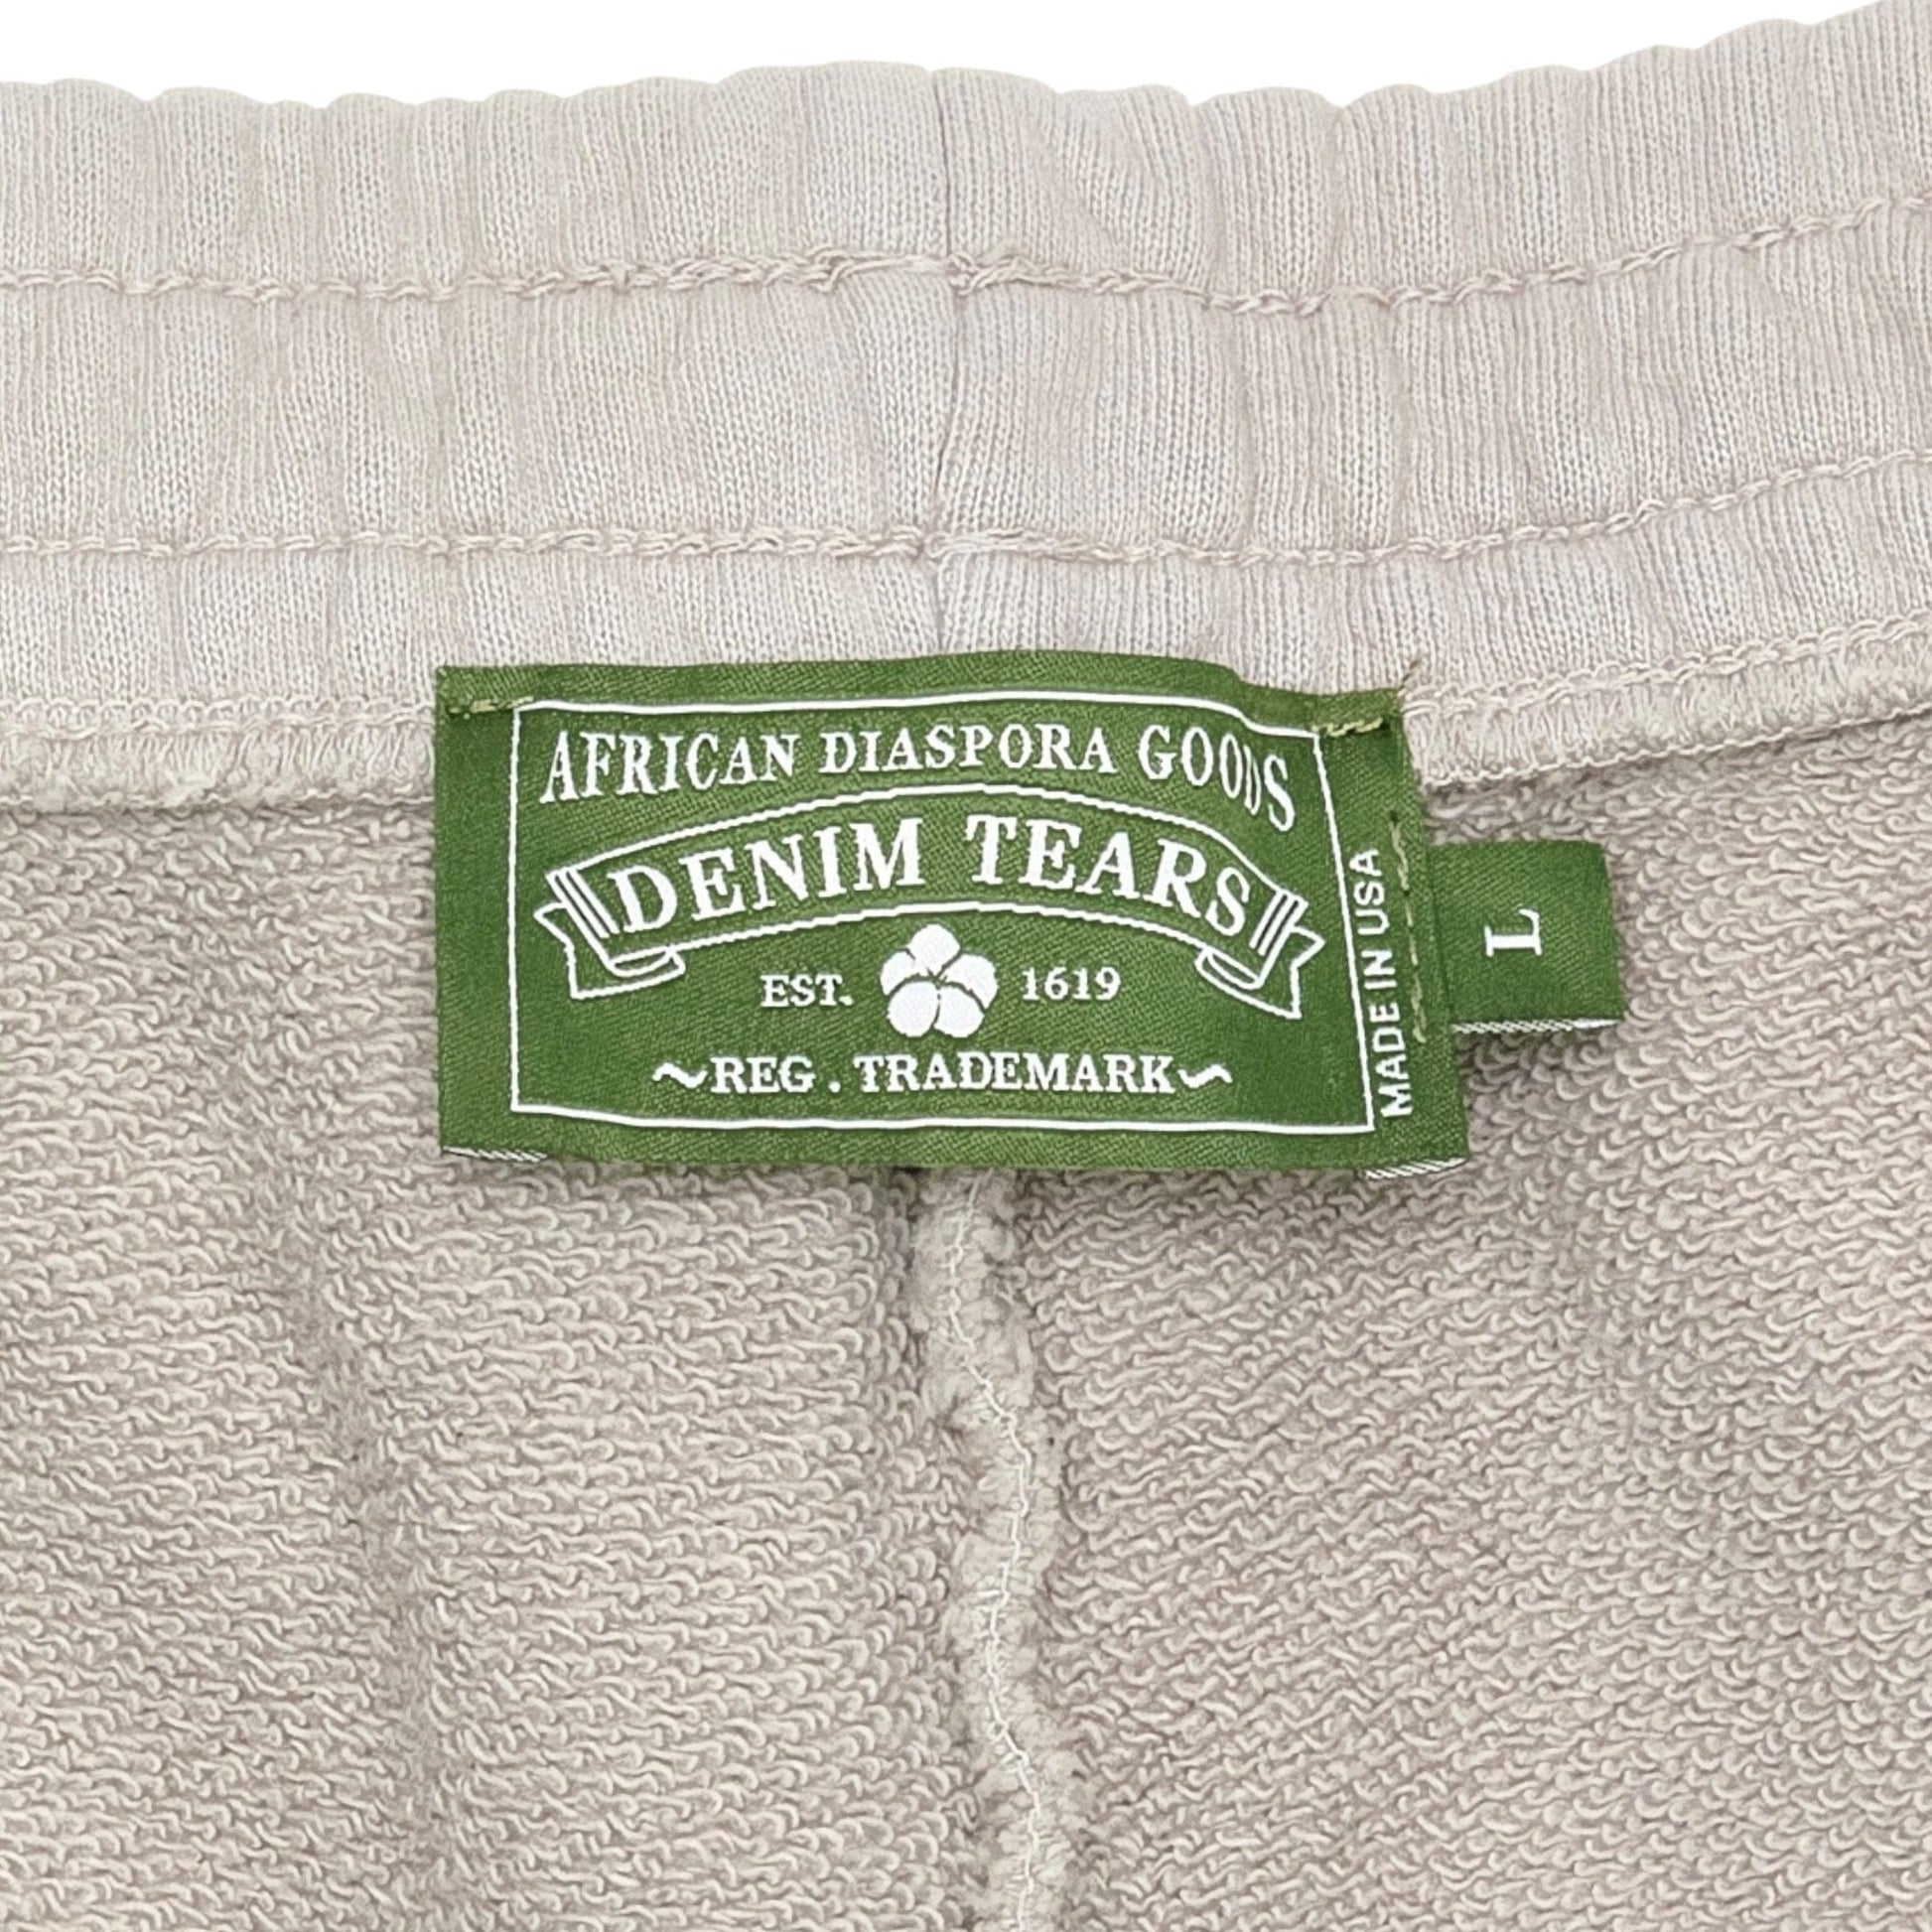 AFRICAN DIASPORA GOODS
DENIM TEARS
EST. 1619
~REG. TRADEMARK~
MADE IN USA
L